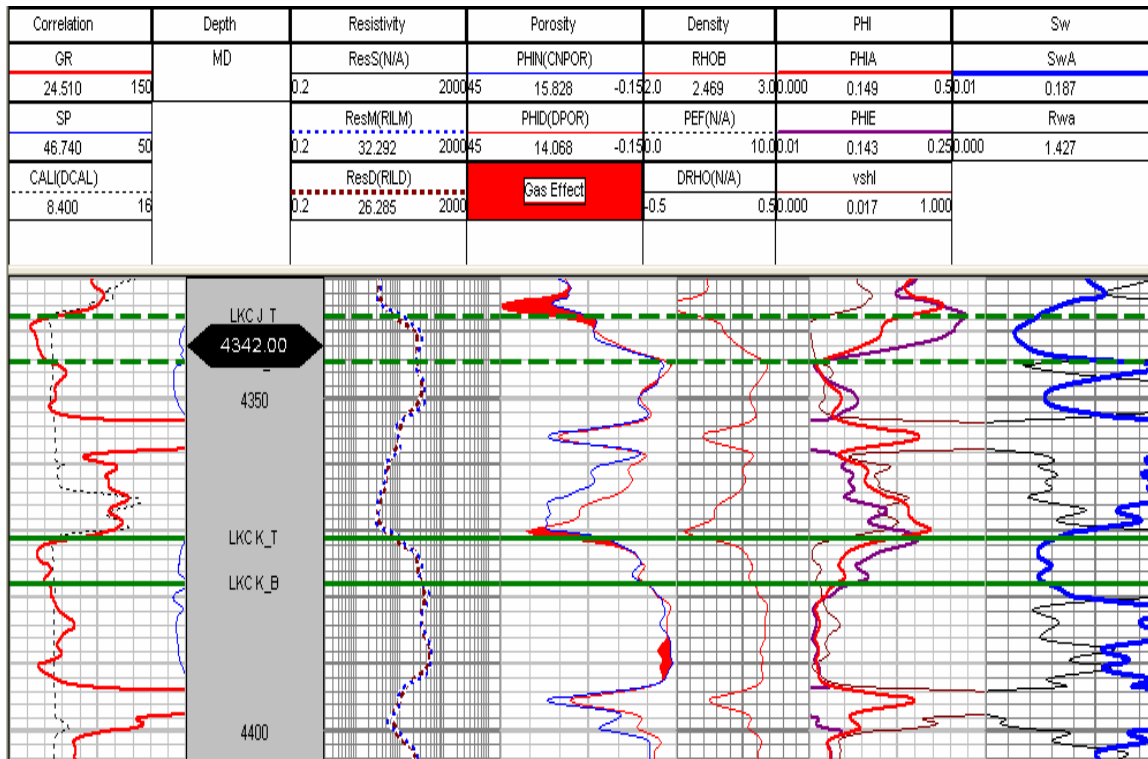 Correlation Depth Resistivity Porosity Density PHI Sw
GR MD ResS(N/A) PHIN(CNPOR) RHOB PHIA SwA
24.510 150 0.2 2000 45 15.828 -0.15 2.0 2.469 3.0 0.000 0.149 0.5 0.01 0.187
SP ResM(RILM) PHID(DPOR) PEF(N/A) PHIE Rwa
46.740 50 0.2 32.292 2000 45 14.068 -0.15 0.0 10.0 0.01 0.143 0.25 0.000 1.427
CALI(DCAL) ResD(RILD) Gas Effect DRHO(N/A) vshl
8.400 16 0.2 26.285 2000 -0.5 0.5 0.000 0.017 1.000
LKC J_T
4342.00
4350
LKC K_T
LKC K_B
4400